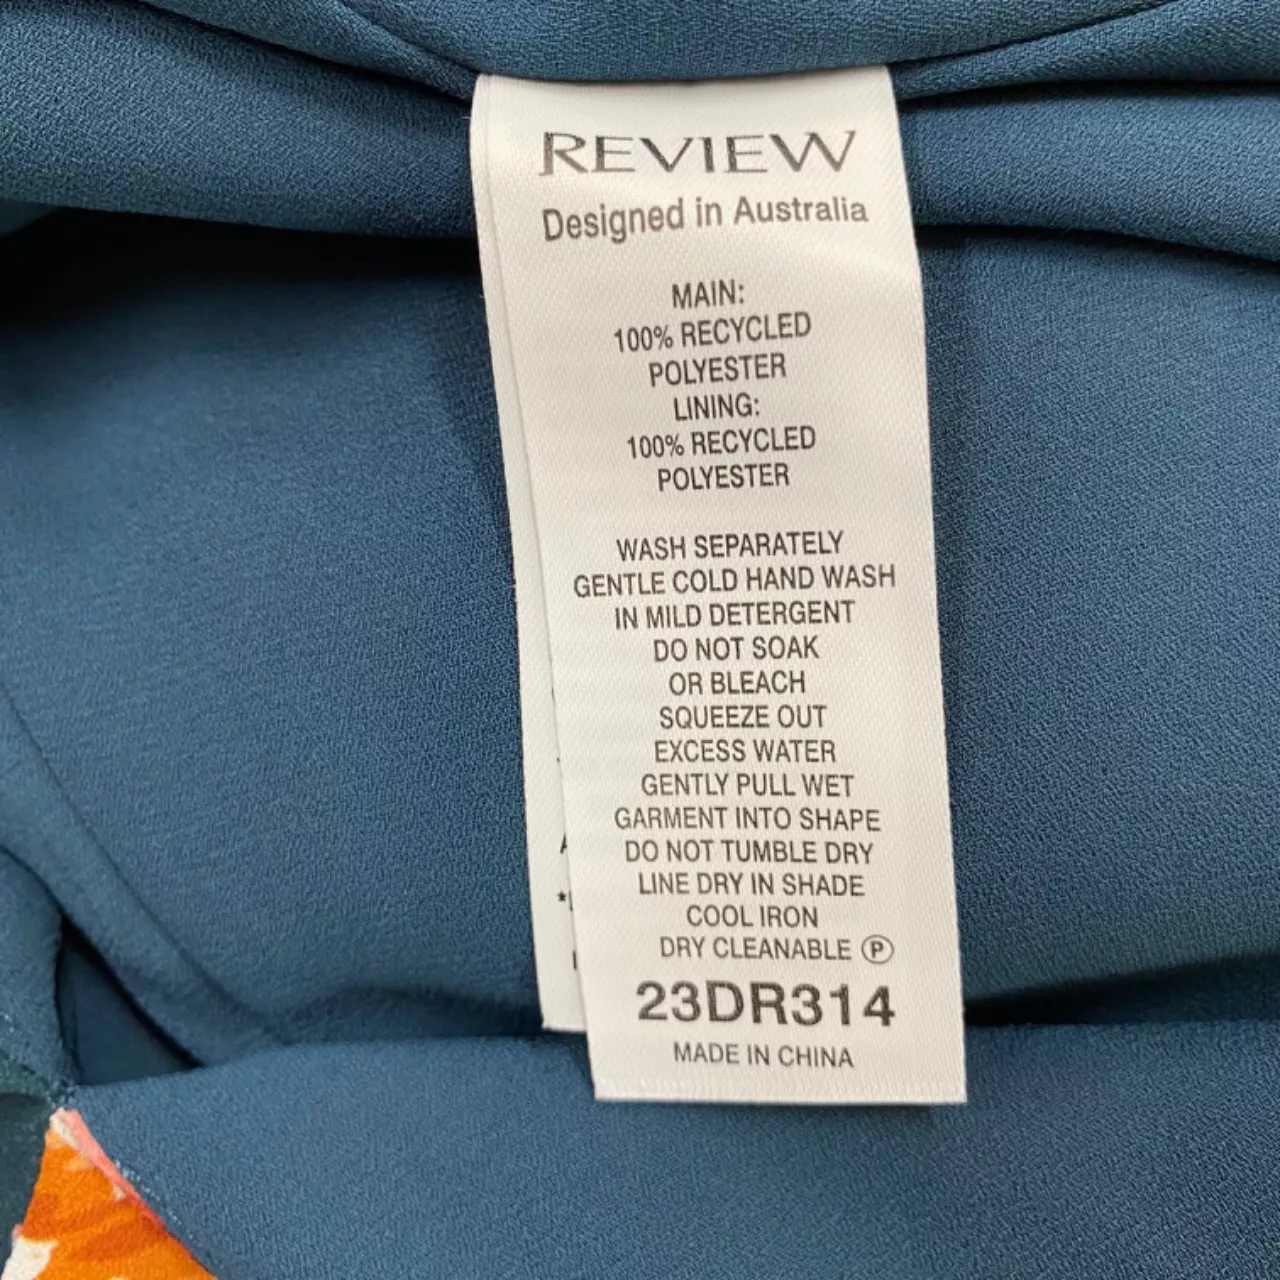 REVIEW
Designed in Australia
MAIN:
100% RECYCLED
POLYESTER
LINING:
100% RECYCLED
POLYESTER
WASH SEPARATELY
GENTLE COLD HAND WASH
IN MILD DETERGENT
DO NOT SOAK
OR BLEACH
SQUEEZE OUT
EXCESS WATER
GENTLY PULL WET
GARMENT INTO SHAPE
DO NOT TUMBLE DRY
LINE DRY IN SHADE
COOL IRON
DRY CLEANABLE Ⓟ
23DR314
MADE IN CHINA